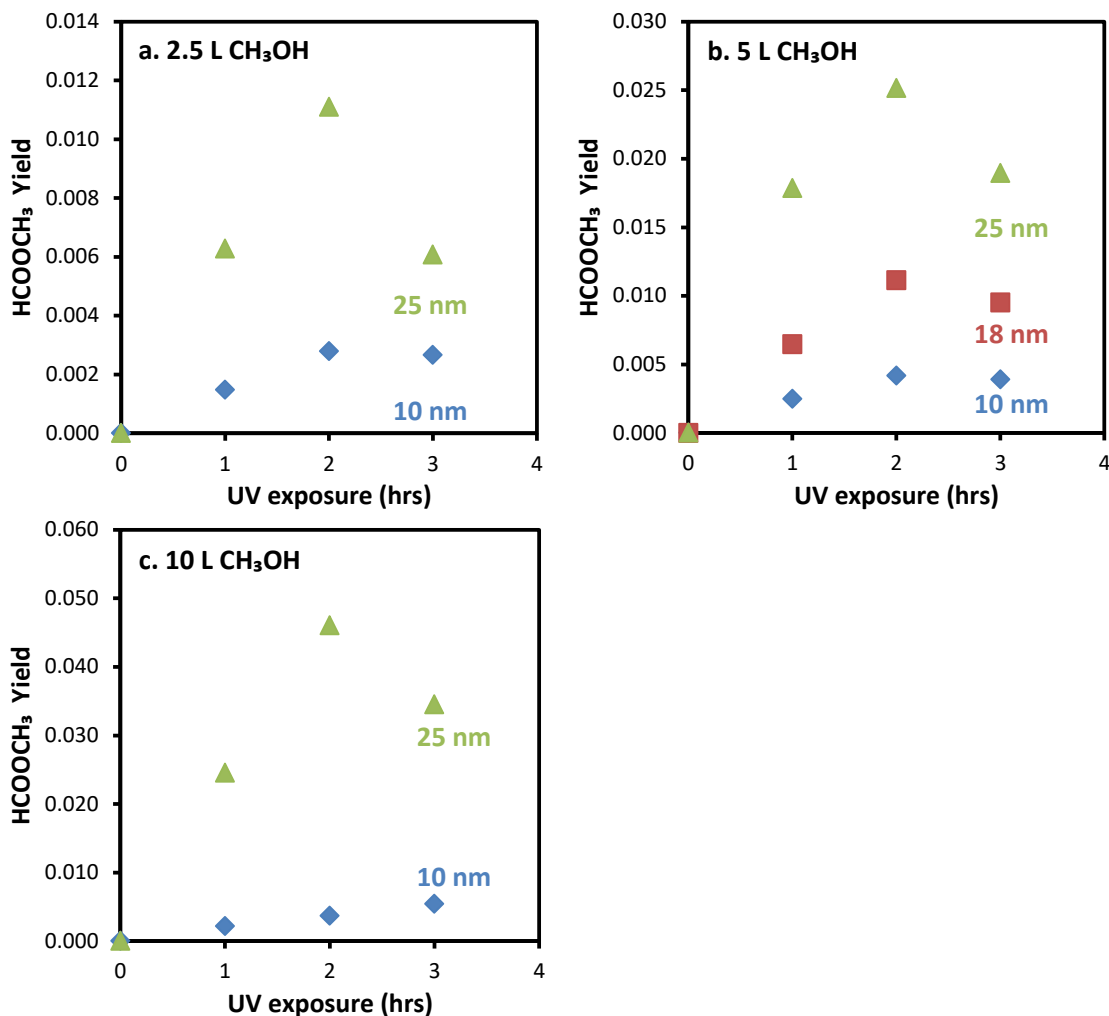 a. 2.5 L CH₃OH
HCOOCH₃ Yield
0.014
0.012
0.010
0.008
0.006
0.004
0.002
0.000
25 nm
10 nm
0 1 2 3 4
UV exposure (hrs)
b. 5 L CH₃OH
HCOOCH₃ Yield
0.030
0.025
0.020
0.015
0.010
0.005
0.000
25 nm
18 nm
10 nm
0 1 2 3 4
UV exposure (hrs)
c. 10 L CH₃OH
HCOOCH₃ Yield
0.060
0.050
0.040
0.030
0.020
0.010
0.000
25 nm
10 nm
0 1 2 3 4
UV exposure (hrs)